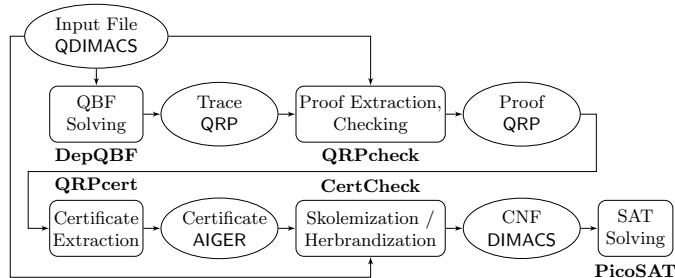 Input File
QDIMACS
QBF
Solving
Trace
QRP
Proof Extraction,
Checking
Proof
QRP
DepQBF
QRPcheck
QRPcert
CertCheck
Certificate
Extraction
Certificate
AIGER
Skolemization /
Herbrandization
CNF
DIMACS
SAT
Solving
PicoSAT